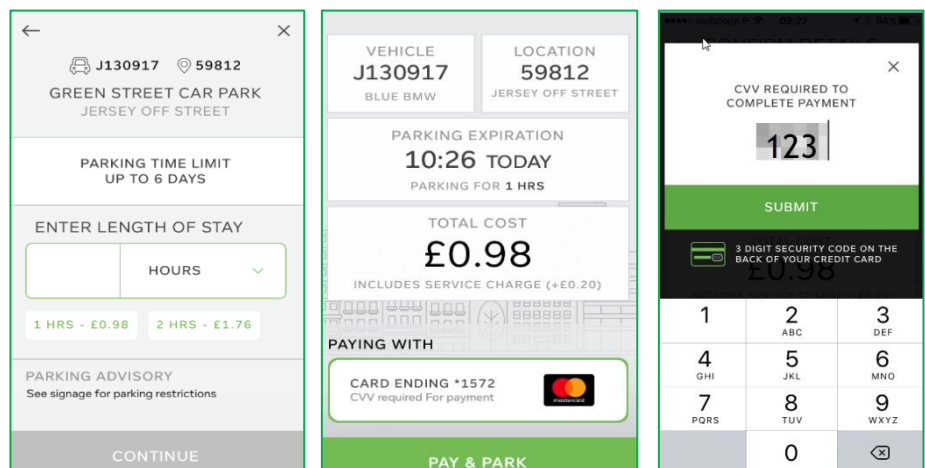 J130917 59812
GREEN STREET CAR PARK
JERSEY OFF STREET
PARKING TIME LIMIT
UP TO 6 DAYS
ENTER LENGTH OF STAY
HOURS
1 HRS - £0.98 2 HRS - £1.76
PARKING ADVISORY
See signage for parking restrictions
CONTINUE
VEHICLE
J130917
BLUE BMW
LOCATION
59812
JERSEY OFF STREET
PARKING EXPIRATION
10:26 TODAY
PARKING FOR 1 HRS
TOTAL COST
£0.98
INCLUDES SERVICE CHARGE (+£0.20)
PAYING WITH
CARD ENDING *1572
CVV required For payment
mastercard
PAY & PARK
09:27 54%
CVV REQUIRED TO
COMPLETE PAYMENT
123
SUBMIT
3 DIGIT SECURITY CODE ON THE
BACK OF YOUR CREDIT CARD
£0.98
1 2 3
ABC DEF
4 5 6
GHI JKL MNO
7 8 9
PQRS TUV WXYZ
0